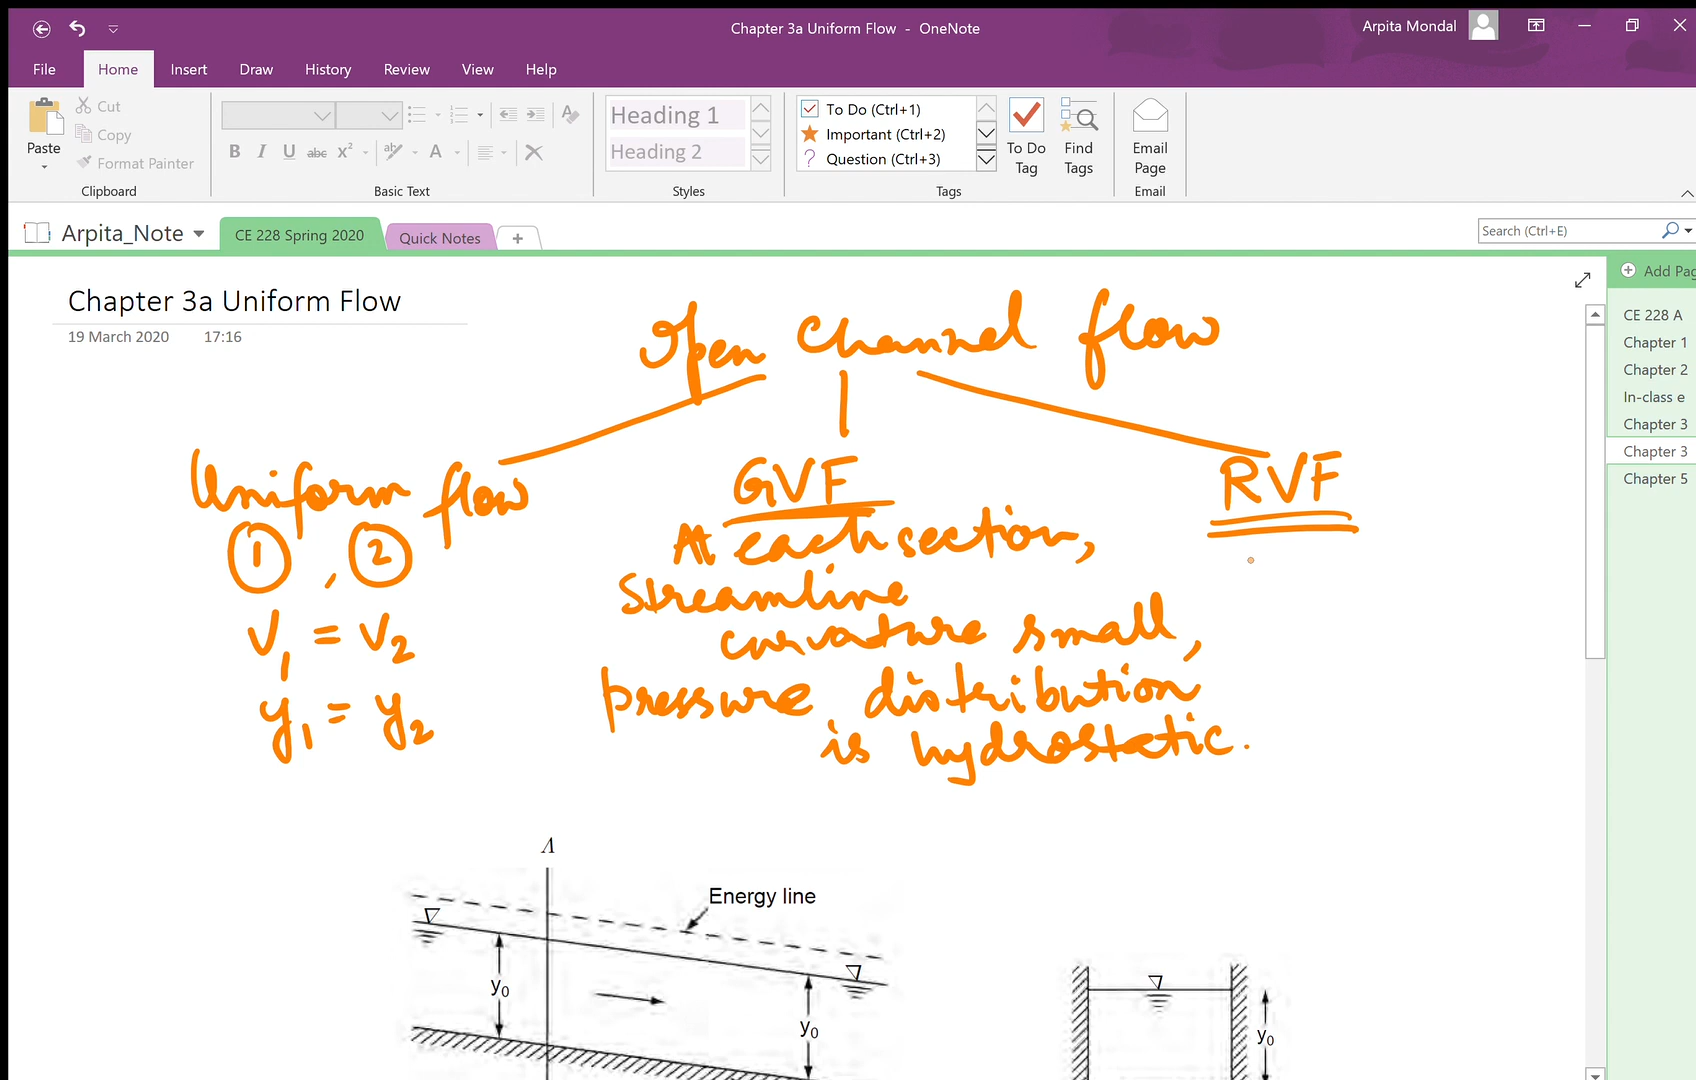 Chapter 3a Uniform Flow - OneNote
Arpita Mondal
File Home Insert Draw History Review View Help
Paste
Cut
Copy
Format Painter
Clipboard
B I U abc x² aby A
Basic Text
Heading 1
Heading 2
Styles
To Do (Ctrl+1)
Important (Ctrl+2)
Question (Ctrl+3)
To Do Tag
Find Tags
Tags
Email Page
Email
Arpita_Note
CE 228 Spring 2020
Quick Notes
+
Search (Ctrl+E)
Chapter 3a Uniform Flow
19 March 2020 17:16
Add Pag
CE 228 A
Chapter 1
Chapter 2
In-class e
Chapter 3
Chapter 3
Chapter 5
Open Channel flow
Uniform flow
① , ②
V₁ = V₂
y₁ = y₂
GVF
At each section,
streamline
curvature small,
pressure distribution
is hydrostatic.
RVF
Energy line
y₀
y₀
y₀